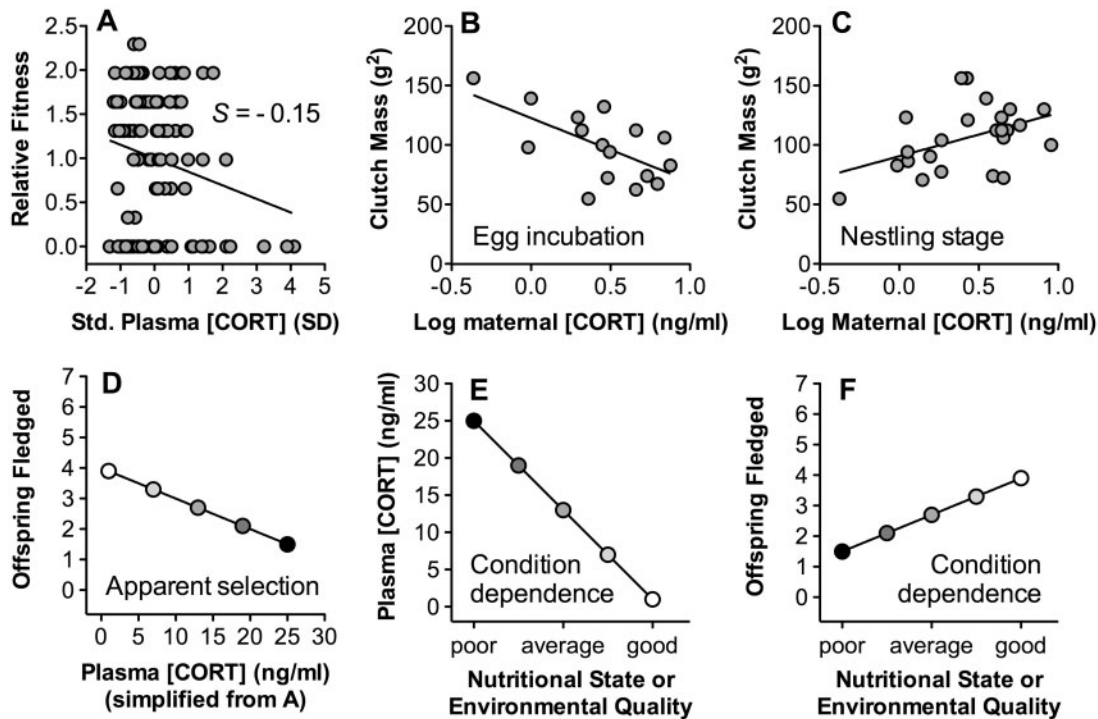 A
Relative Fitness
2.5
2.0
1.5
1.0
0.5
0.0
S = - 0.15
-2 -1 0 1 2 3 4 5
Std. Plasma [CORT] (SD)
B
Clutch Mass (g²)
200
150
100
50
0
Egg incubation
-0.5 0.0 0.5 1.0
Log maternal [CORT] (ng/ml)
C
Clutch Mass (g²)
200
150
100
50
0
Nestling stage
-0.5 0.0 0.5 1.0
Log Maternal [CORT] (ng/ml)
D
Offspring Fledged
7
6
5
4
3
2
1
0
Apparent selection
0 5 10 15 20 25 30
Plasma [CORT] (ng/ml)
(simplified from A)
E
Plasma [CORT] (ng/ml)
30
25
20
15
10
5
0
Condition
dependence
poor average good
Nutritional State or
Environmental Quality
F
Offspring Fledged
7
6
5
4
3
2
1
0
Condition
dependence
poor average good
Nutritional State or
Environmental Quality